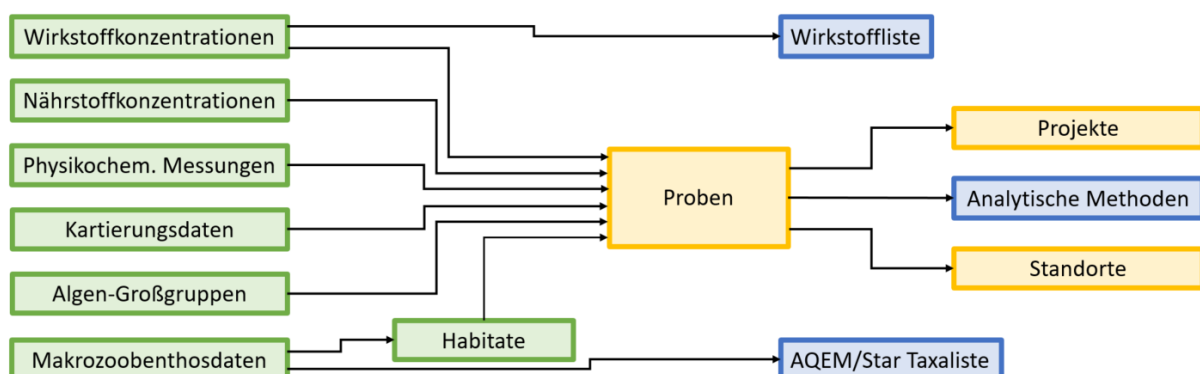 Wirkstoffkonzentrationen
Wirkstoffliste
Nährstoffkonzentrationen
Projekte
Physikochem. Messungen
Proben
Analytische Methoden
Kartierungsdaten
Standorte
Algen-Großgruppen
Habitate
Makrozoobenthosdaten
AQEM/Star Taxaliste